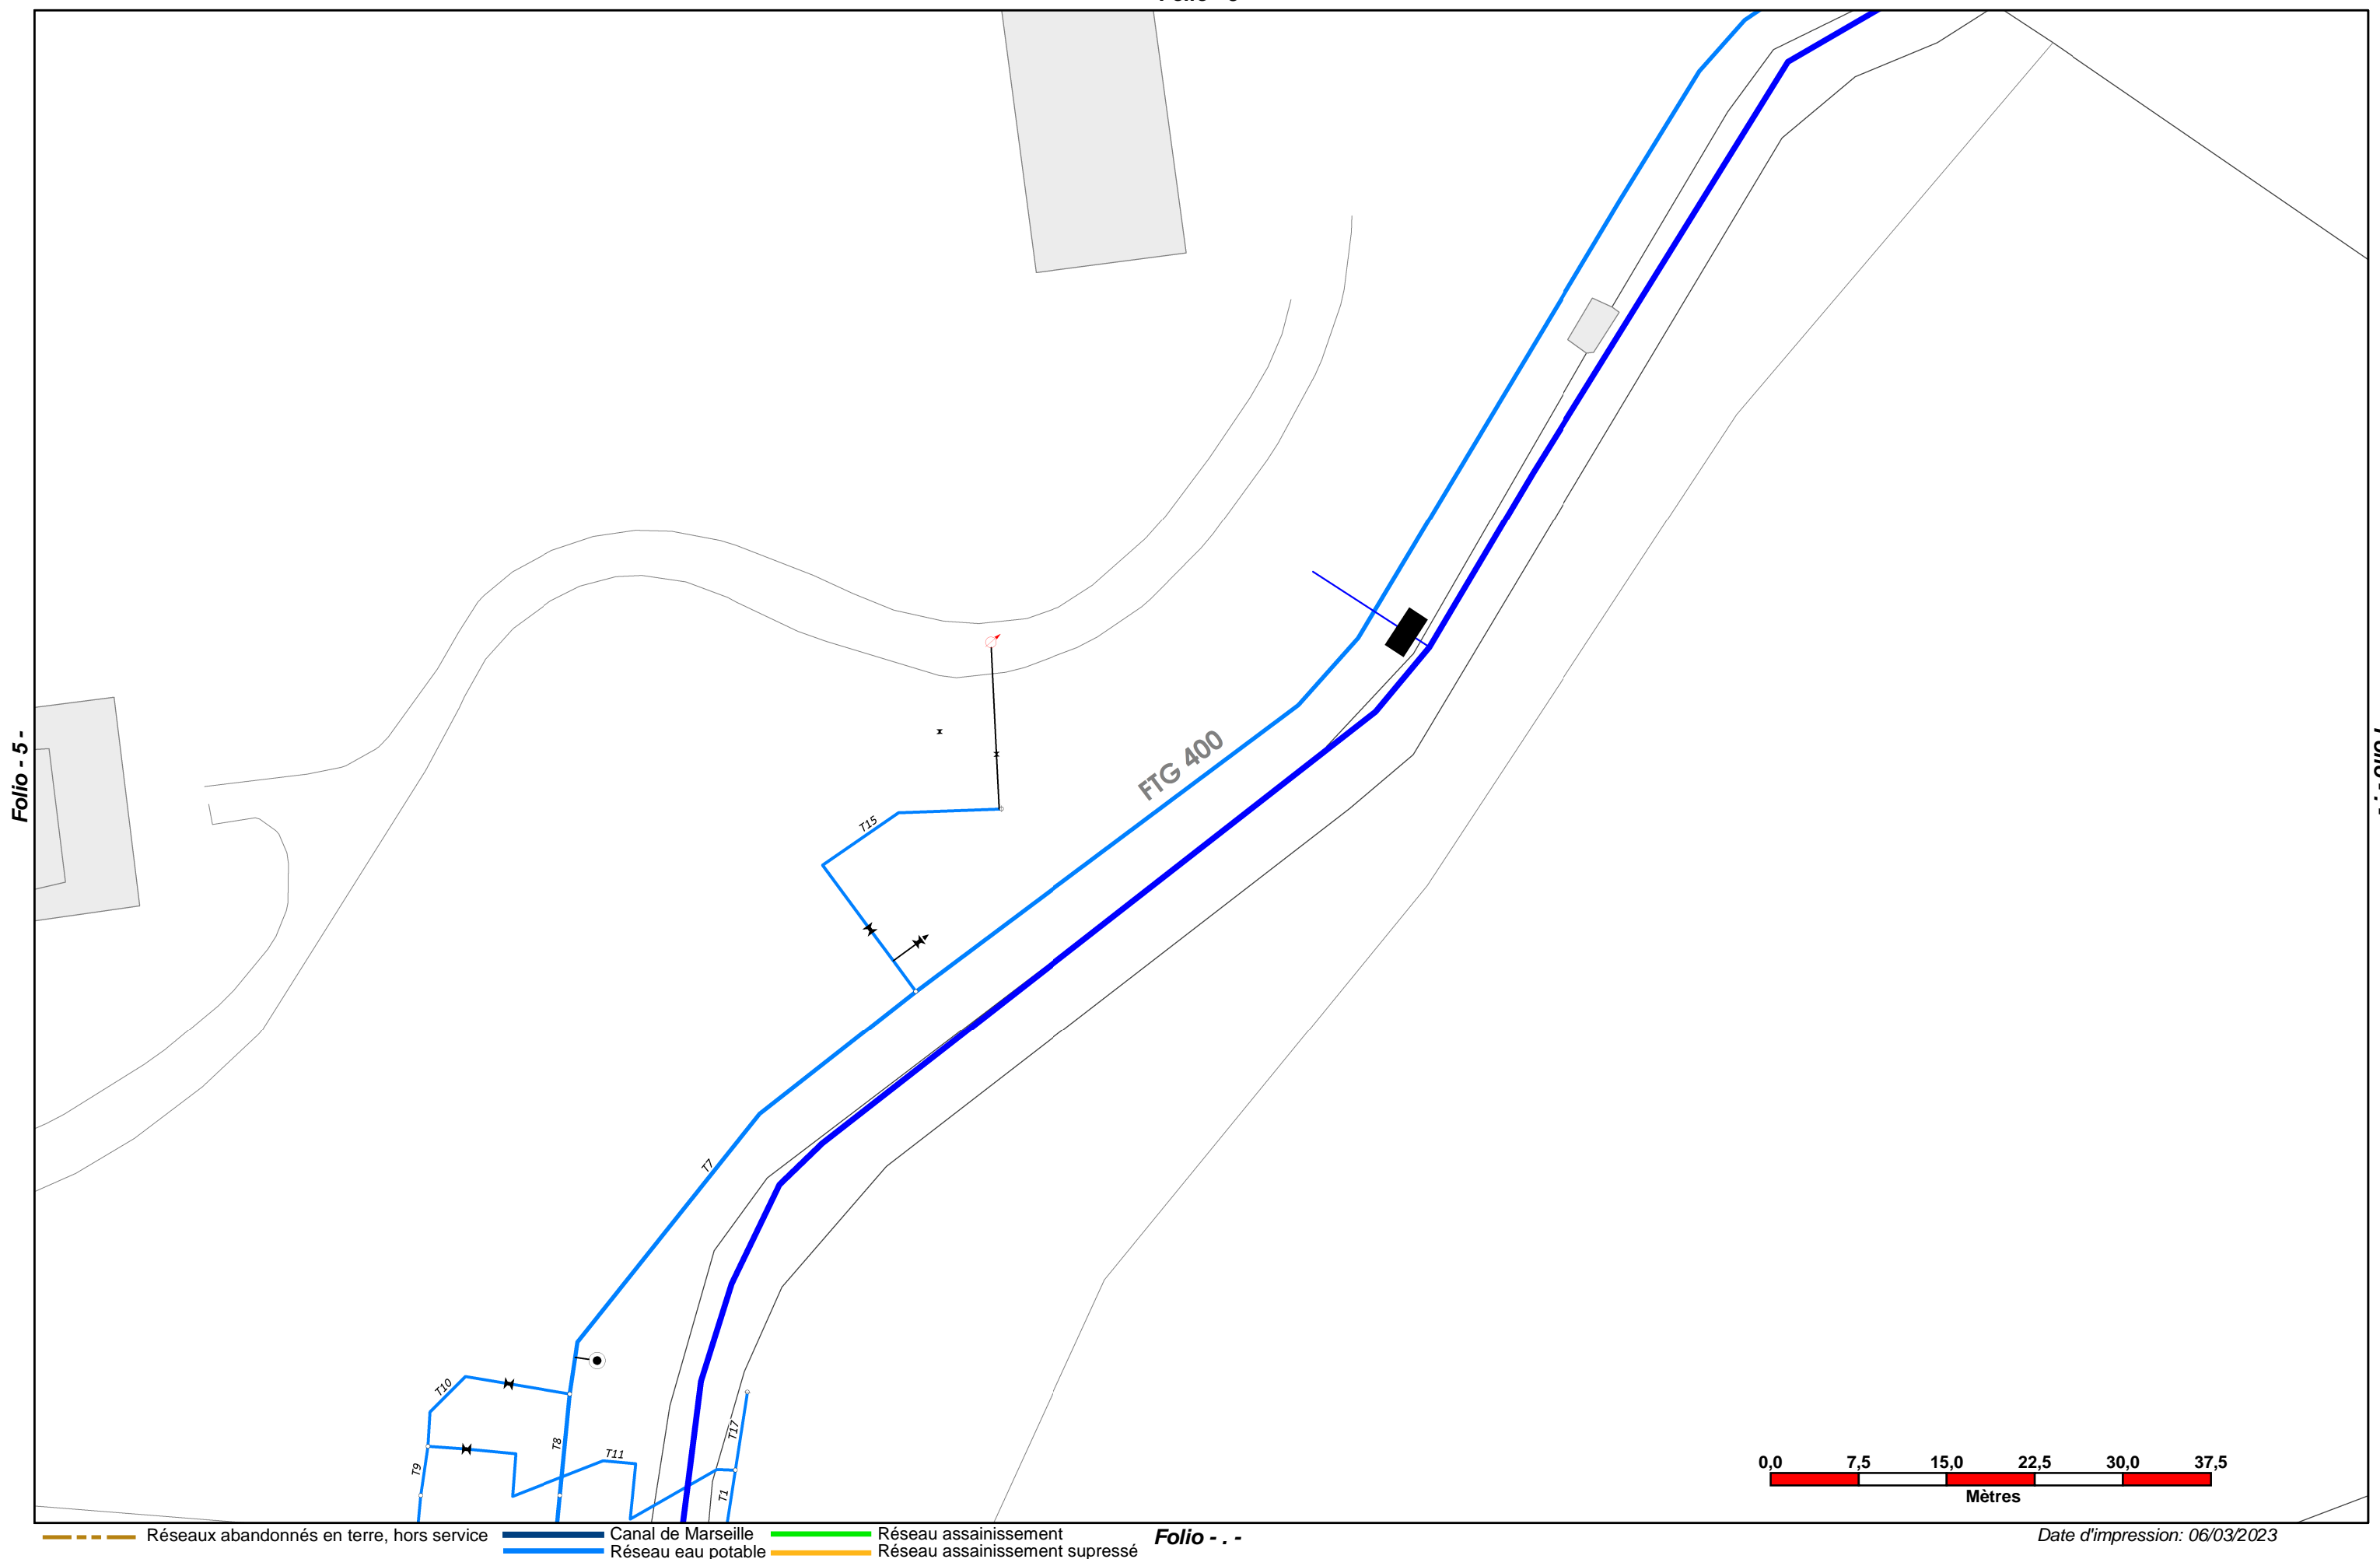 Folio - 5 -
FTG 400
T15
T7
T10
T8
T11
T17
T9
T1
0,0 7,5 15,0 22,5 30,0 37,5
Mètres
Réseaux abandonnés en terre, hors service
Canal de Marseille
Réseau eau potable
Réseau assainissement
Réseau assainissement supressé
Folio - . -
Date d'impression: 06/03/2023